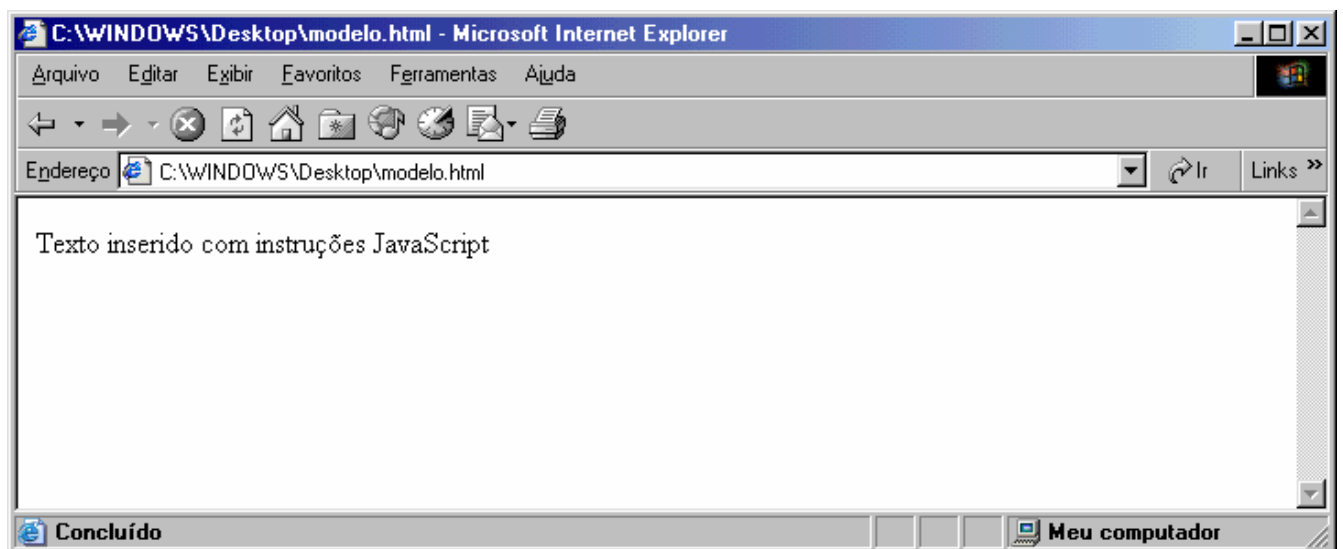 C:\WINDOWS\Desktop\modelo.html - Microsoft Internet Explorer
Arquivo Editar Exibir Favoritos Ferramentas Ajuda
Endereço C:\WINDOWS\Desktop\modelo.html Ir Links »
Texto inserido com instruções JavaScript
Concluído Meu computador